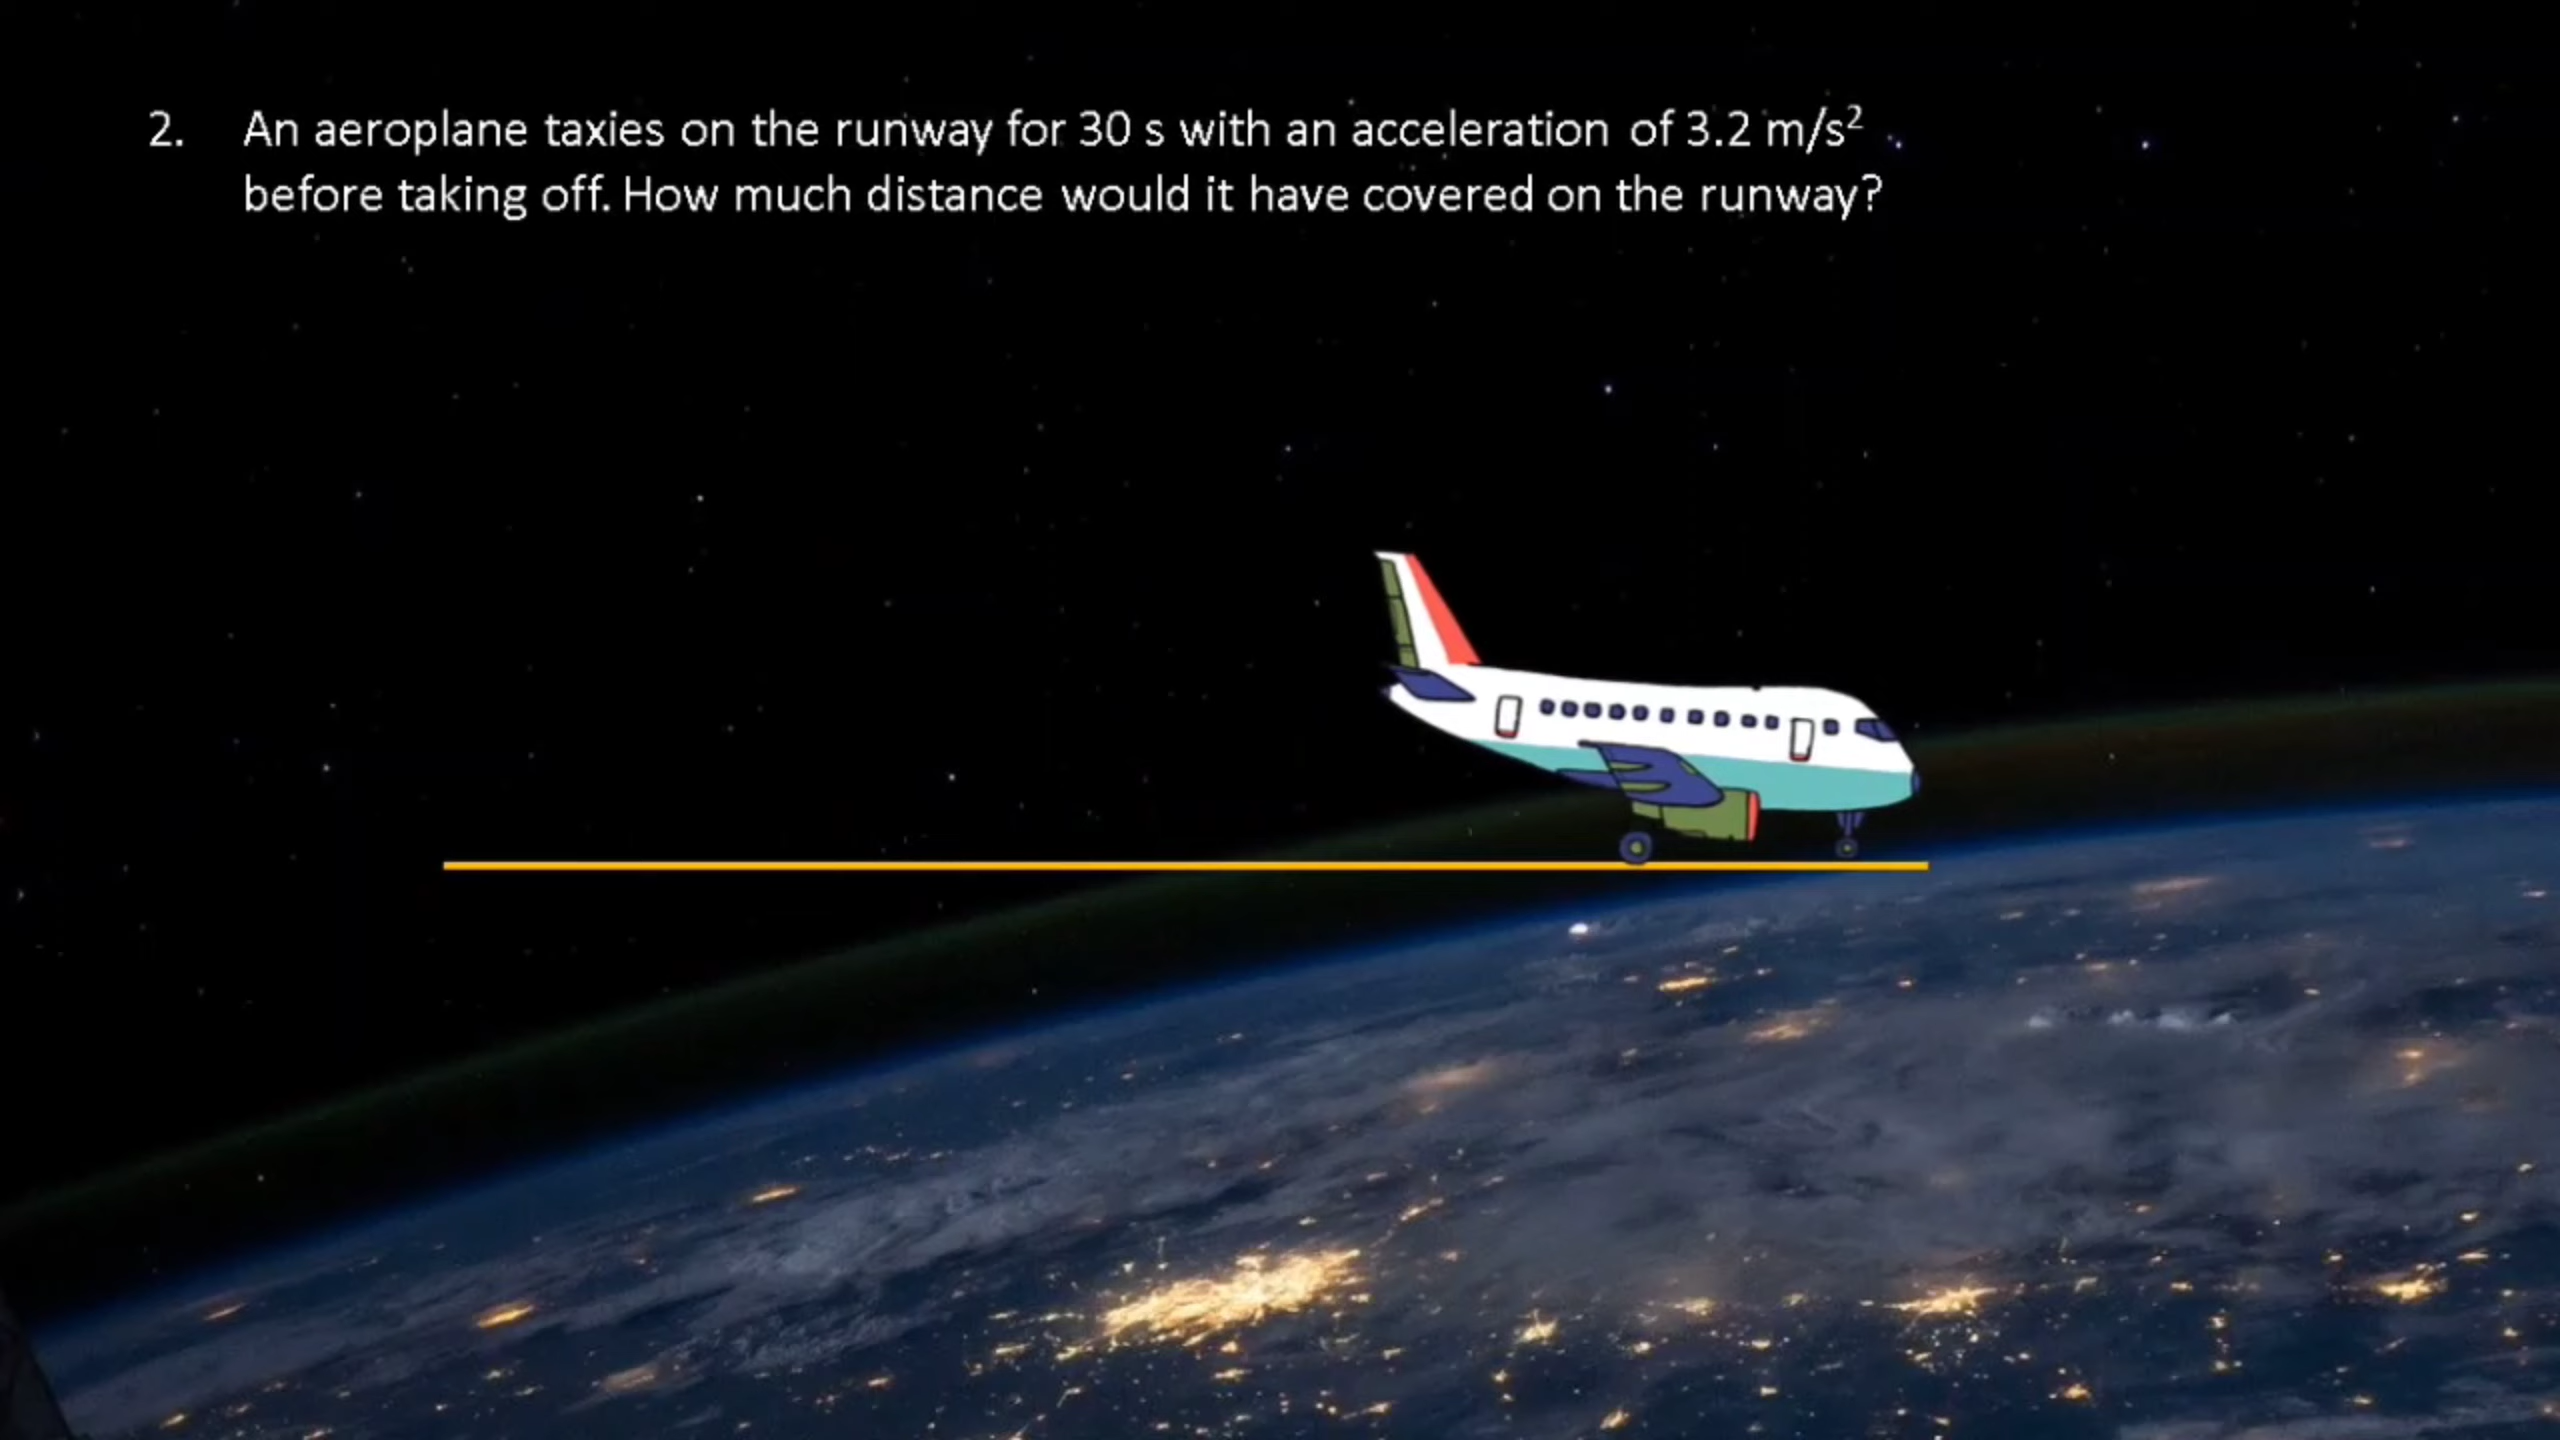 2. An aeroplane taxies on the runway for 30 s with an acceleration of 3.2 m/s²
before taking off. How much distance would it have covered on the runway?